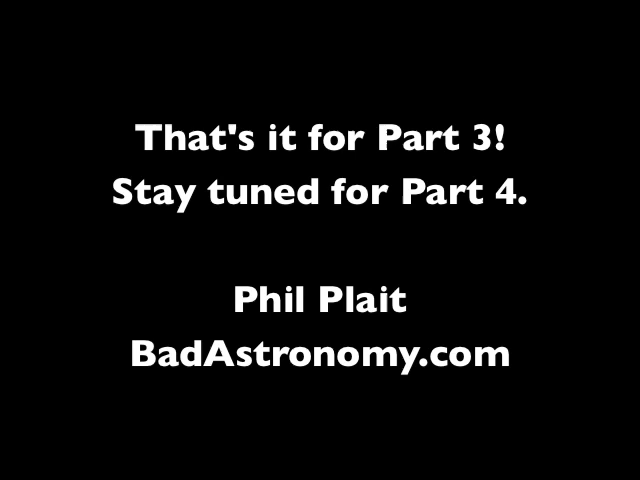 That's it for Part 3!
Stay tuned for Part 4.
Phil Plait
BadAstronomy.com